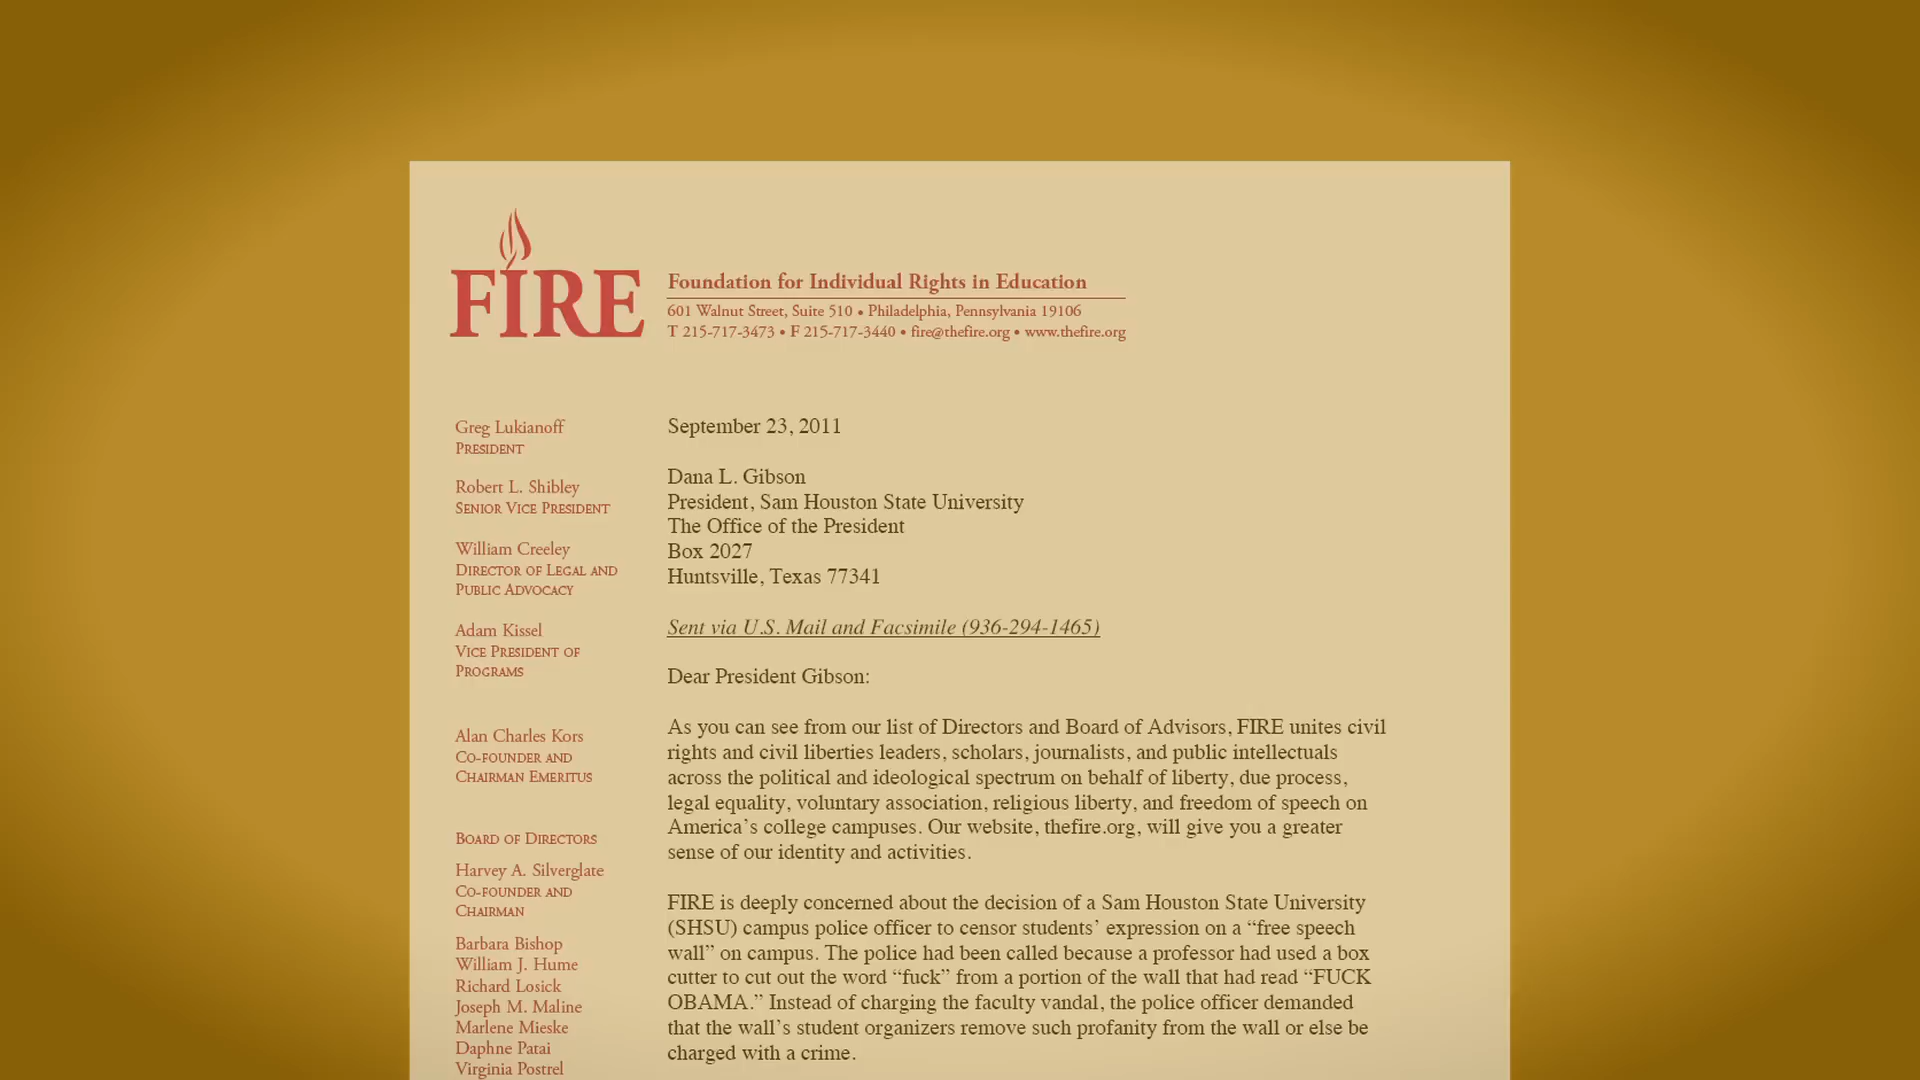 FIRE
Foundation for Individual Rights in Education
601 Walnut Street, Suite 510 • Philadelphia, Pennsylvania 19106
T 215-717-3473 • F 215-717-3440 • fire@thefire.org • www.thefire.org
Greg Lukianoff
PRESIDENT
Robert L. Shibley
SENIOR VICE PRESIDENT
William Creeley
DIRECTOR OF LEGAL AND
PUBLIC ADVOCACY
Adam Kissel
VICE PRESIDENT OF
PROGRAMS
Alan Charles Kors
CO-FOUNDER AND
CHAIRMAN EMERITUS
BOARD OF DIRECTORS
Harvey A. Silverglate
CO-FOUNDER AND
CHAIRMAN
Barbara Bishop
William J. Hume
Richard Losick
Joseph M. Maline
Marlene Mieske
Daphne Patai
Virginia Postrel
September 23, 2011
Dana L. Gibson
President, Sam Houston State University
The Office of the President
Box 2027
Huntsville, Texas 77341
Sent via U.S. Mail and Facsimile (936-294-1465)
Dear President Gibson:
As you can see from our list of Directors and Board of Advisors, FIRE unites civil
rights and civil liberties leaders, scholars, journalists, and public intellectuals
across the political and ideological spectrum on behalf of liberty, due process,
legal equality, voluntary association, religious liberty, and freedom of speech on
America’s college campuses. Our website, thefire.org, will give you a greater
sense of our identity and activities.
FIRE is deeply concerned about the decision of a Sam Houston State University
(SHSU) campus police officer to censor students’ expression on a “free speech
wall” on campus. The police had been called because a professor had used a box
cutter to cut out the word “fuck” from a portion of the wall that had read “FUCK
OBAMA.” Instead of charging the faculty vandal, the police officer demanded
that the wall’s student organizers remove such profanity from the wall or else be
charged with a crime.